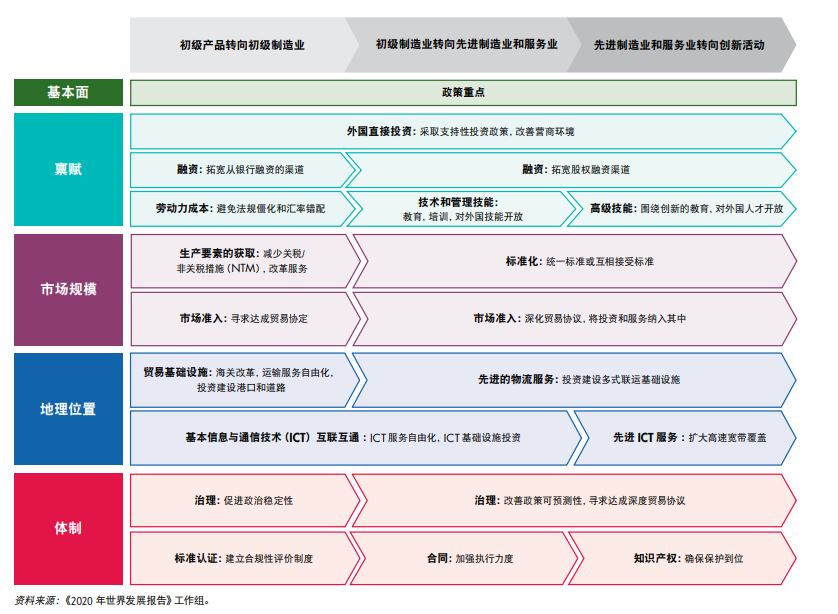 初级产品转向初级制造业
初级制造业转向先进制造业和服务业
先进制造业和服务业转向创新活动
基本面
政策重点
禀赋
外国直接投资：采取支持性投资政策，改善营商环境
融资：拓宽从银行融资的渠道
融资：拓宽股权融资渠道
劳动力成本：避免法规僵化和汇率错配
技术和管理技能：
教育，培训，对外国技能开放
高级技能：围绕创新的教育，对外国人才开放
市场规模
生产要素的获取：减少关税/
非关税措施（NTM），改革服务
标准化：统一标准或互相接受标准
市场准入：寻求达成贸易协定
市场准入：深化贸易协议，将投资和服务纳入其中
地理位置
贸易基础设施：海关改革，运输服务自由化，
投资建设港口和道路
先进的物流服务：投资建设多式联运基础设施
基本信息与通信技术（ICT）互联互通：ICT服务自由化，ICT基础设施投资
先进 ICT 服务：扩大高速宽带覆盖
体制
治理：促进政治稳定性
治理：改善政策可预测性，寻求达成深度贸易协议
标准认证：建立合规性评价制度
合同：加强执行力度
知识产权：确保保护到位
资料来源：《2020 年世界发展报告》工作组。